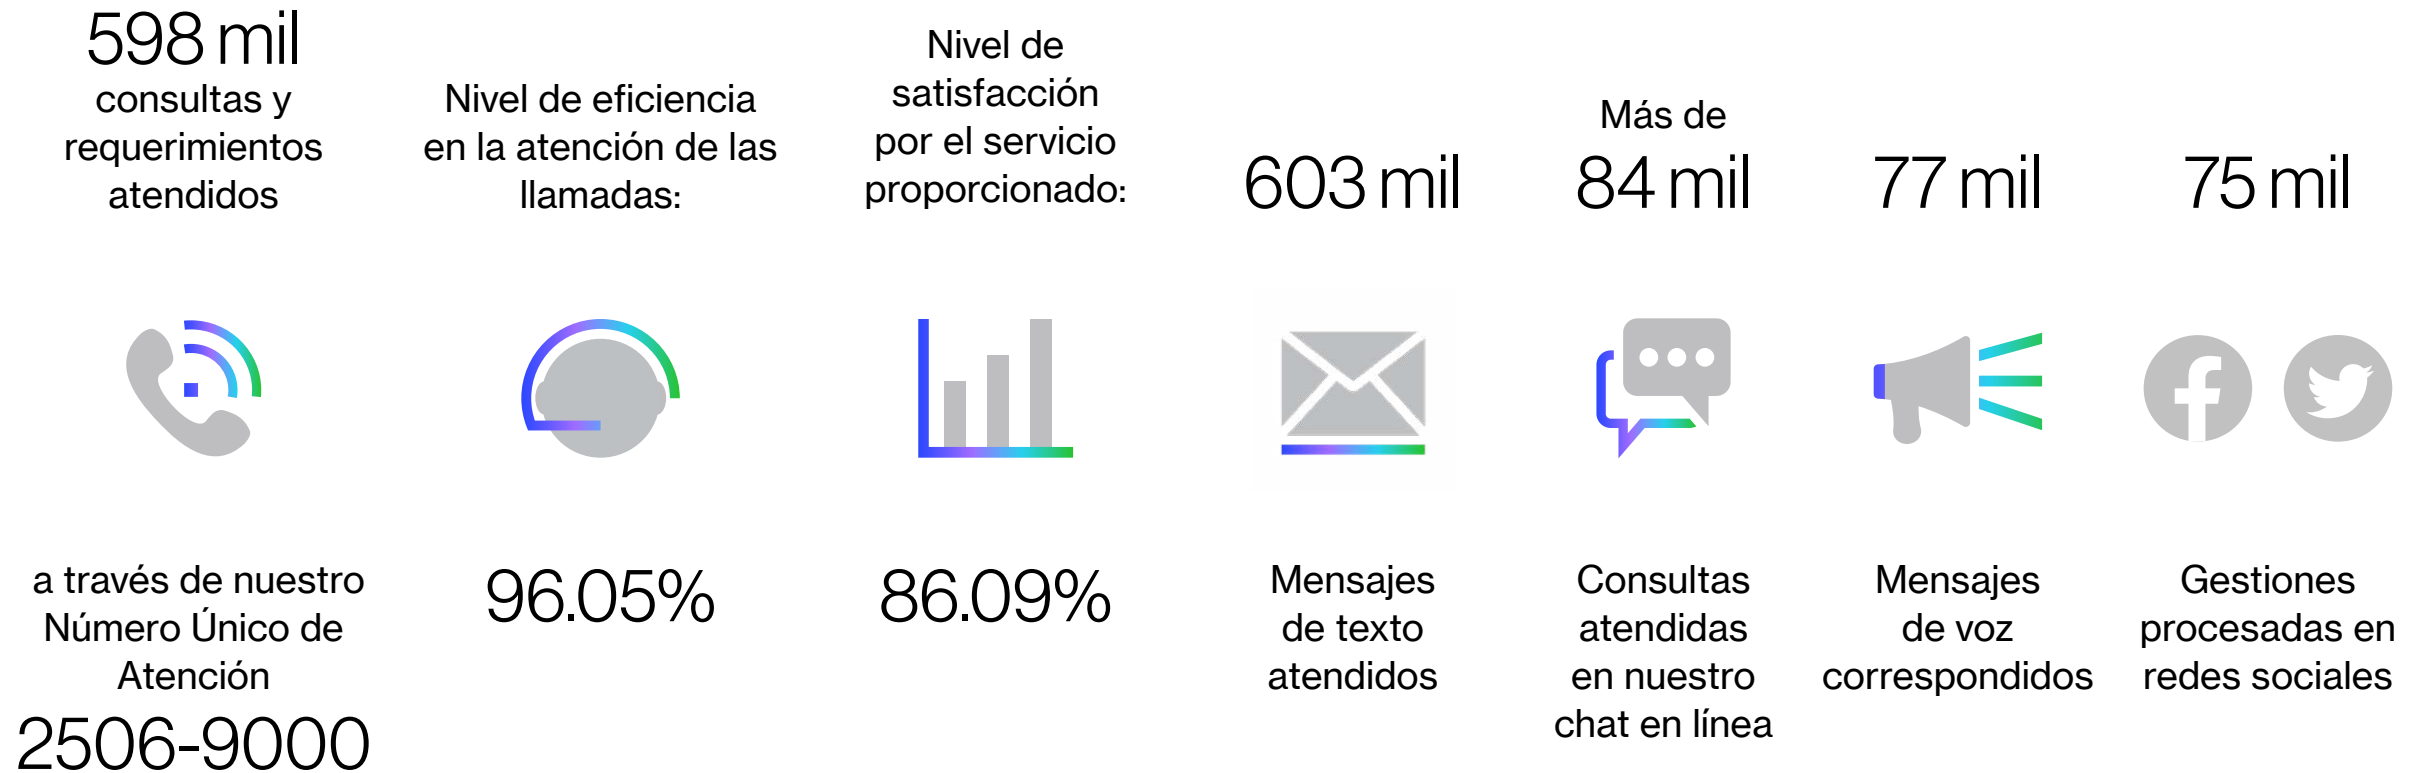 598 mil
consultas y
requerimientos
atendidos
a través de nuestro
Número Único de
Atención
2506-9000
Nivel de eficiencia
en la atención de las
llamadas:
96.05%
Nivel de
satisfacción
por el servicio
proporcionado:
86.09%
603 mil
Mensajes
de texto
atendidos
Más de
84 mil
Consultas
atendidas
en nuestro
chat en línea
77 mil
Mensajes
de voz
correspondidos
75 mil
Gestiones
procesadas en
redes sociales